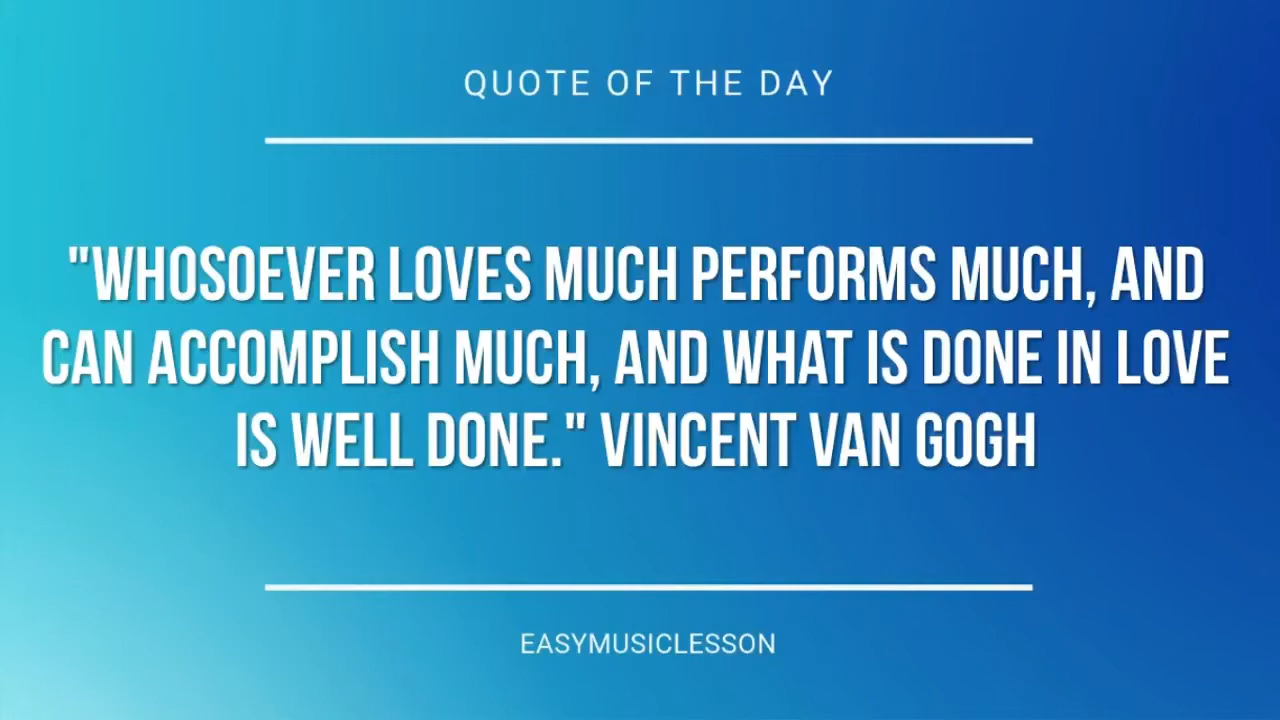 QUOTE OF THE DAY
"WHOSOEVER LOVES MUCH PERFORMS MUCH, AND
CAN ACCOMPLISH MUCH, AND WHAT IS DONE IN LOVE
IS WELL DONE." VINCENT VAN GOGH
EASYMUSICLESSON